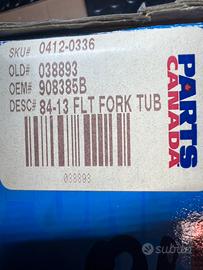 SKU# 0412-0336
OLD# 038893
OEM# 908385B
DESC# 84-13 FLT FORK TUB
038893
PARTS
CANADA
subito